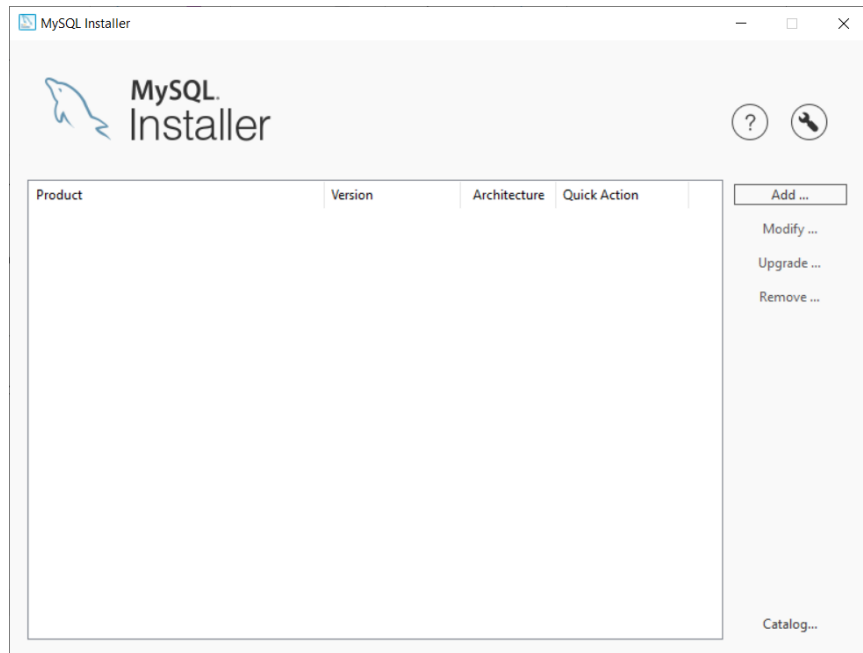 MySQL Installer
MySQL.
Installer
?
Product Version Architecture Quick Action
Add ...
Modify ...
Upgrade ...
Remove ...
Catalog...